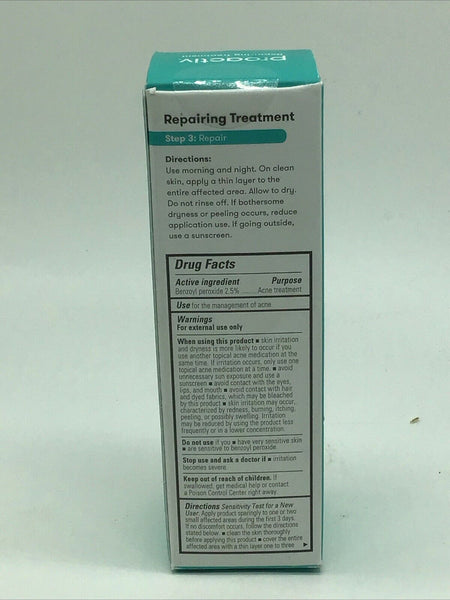 proactiv
Repairing Treatment
Repairing Treatment
Step 3: Repair
Directions:
Use morning and night. On clean
skin, apply a thin layer to the
entire affected area. Allow to dry.
Do not rinse off. If bothersome
dryness or peeling occurs, reduce
application use. If going outside,
use a sunscreen.
Drug Facts
Active ingredient Purpose
Benzoyl peroxide 2.5% ........ Acne treatment
Use for the management of acne
Warnings
For external use only
When using this product ▪ skin irritation
and dryness is more likely to occur if you
use another topical acne medication at the
same time. If irritation occurs, only use one
topical acne medication at a time. ▪ avoid
unnecessary sun exposure and use a
sunscreen ▪ avoid contact with the eyes,
lips, and mouth ▪ avoid contact with hair
and dyed fabrics, which may be bleached
by this product ▪ skin irritation may occur,
characterized by redness, burning, itching,
peeling, or possibly swelling. Irritation
may be reduced by using the product less
frequently or in a lower concentration.
Do not use if you ▪ have very sensitive skin
▪ are sensitive to benzoyl peroxide
Stop use and ask a doctor if ▪ irritation
becomes severe
Keep out of reach of children. If
swallowed, get medical help or contact
a Poison Control Center right away.
Directions Sensitivity Test for a New
User. Apply product sparingly to one or two
small affected areas during the first 3 days.
If no discomfort occurs, follow the directions
stated below. ▪ clean the skin thoroughly
before applying this product ▪ cover the entire
affected area with a thin layer one to three ▶